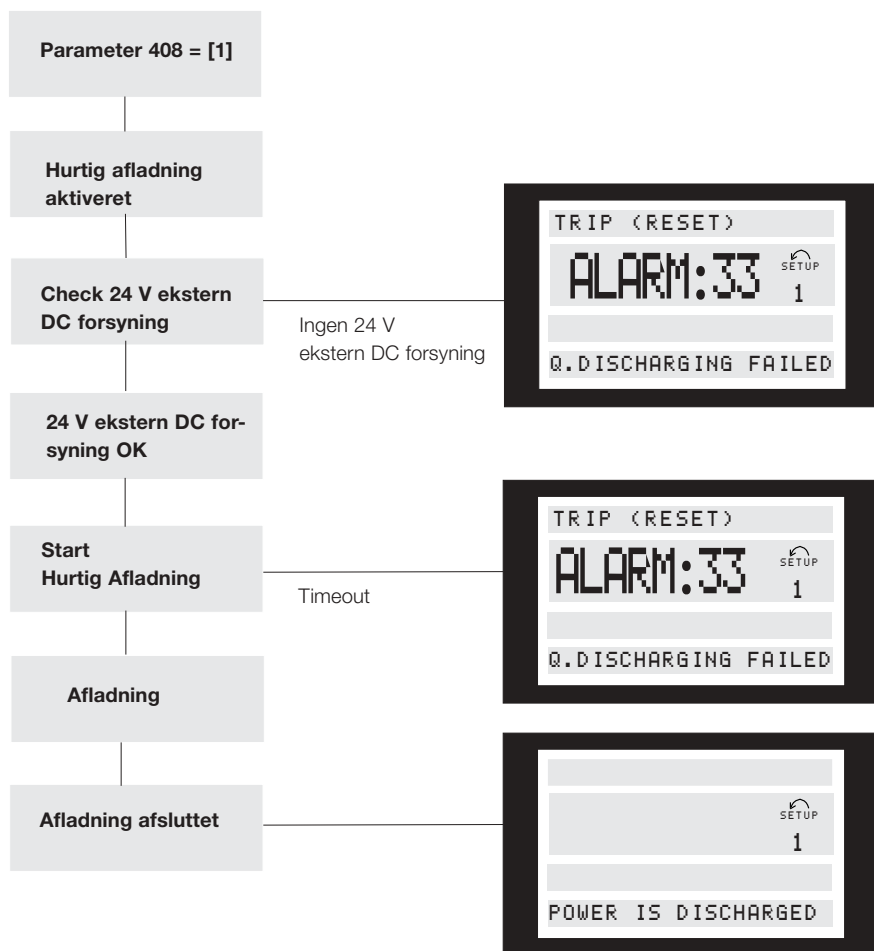 Parameter 408 = [1]
Hurtig afladning
aktiveret
Check 24 V ekstern
DC forsyning
Ingen 24 V
ekstern DC forsyning
TRIP (RESET)
ALARM:33
SETUP
1
Q.DISCHARGING FAILED
24 V ekstern DC for-
syning OK
Start
Hurtig Afladning
Timeout
TRIP (RESET)
ALARM:33
SETUP
1
Q.DISCHARGING FAILED
Afladning
Afladning afsluttet
SETUP
1
POWER IS DISCHARGED